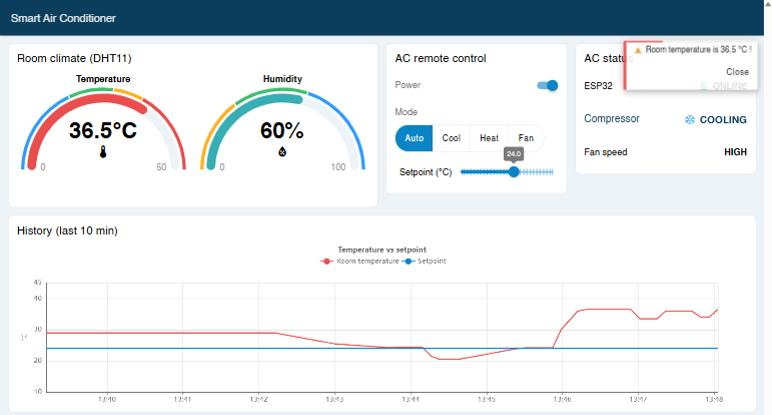 Smart Air Conditioner
Room climate (DHT11)
Temperature
36.5°C
0
50
Humidity
60%
0
100
AC remote control
Power
Mode
Auto Cool Heat Fan
24.0
Setpoint (°C)
AC
Room temperature is 36.5 °C !
Close
ESP32
ONLINE
Compressor
COOLING
Fan speed
HIGH
History (last 10 min)
Temperature vs setpoint
Room temperature Setpoint
45
40
30
20
10
13:40 13:41 13:42 13:43 13:44 13:45 13:46 13:47 13:48